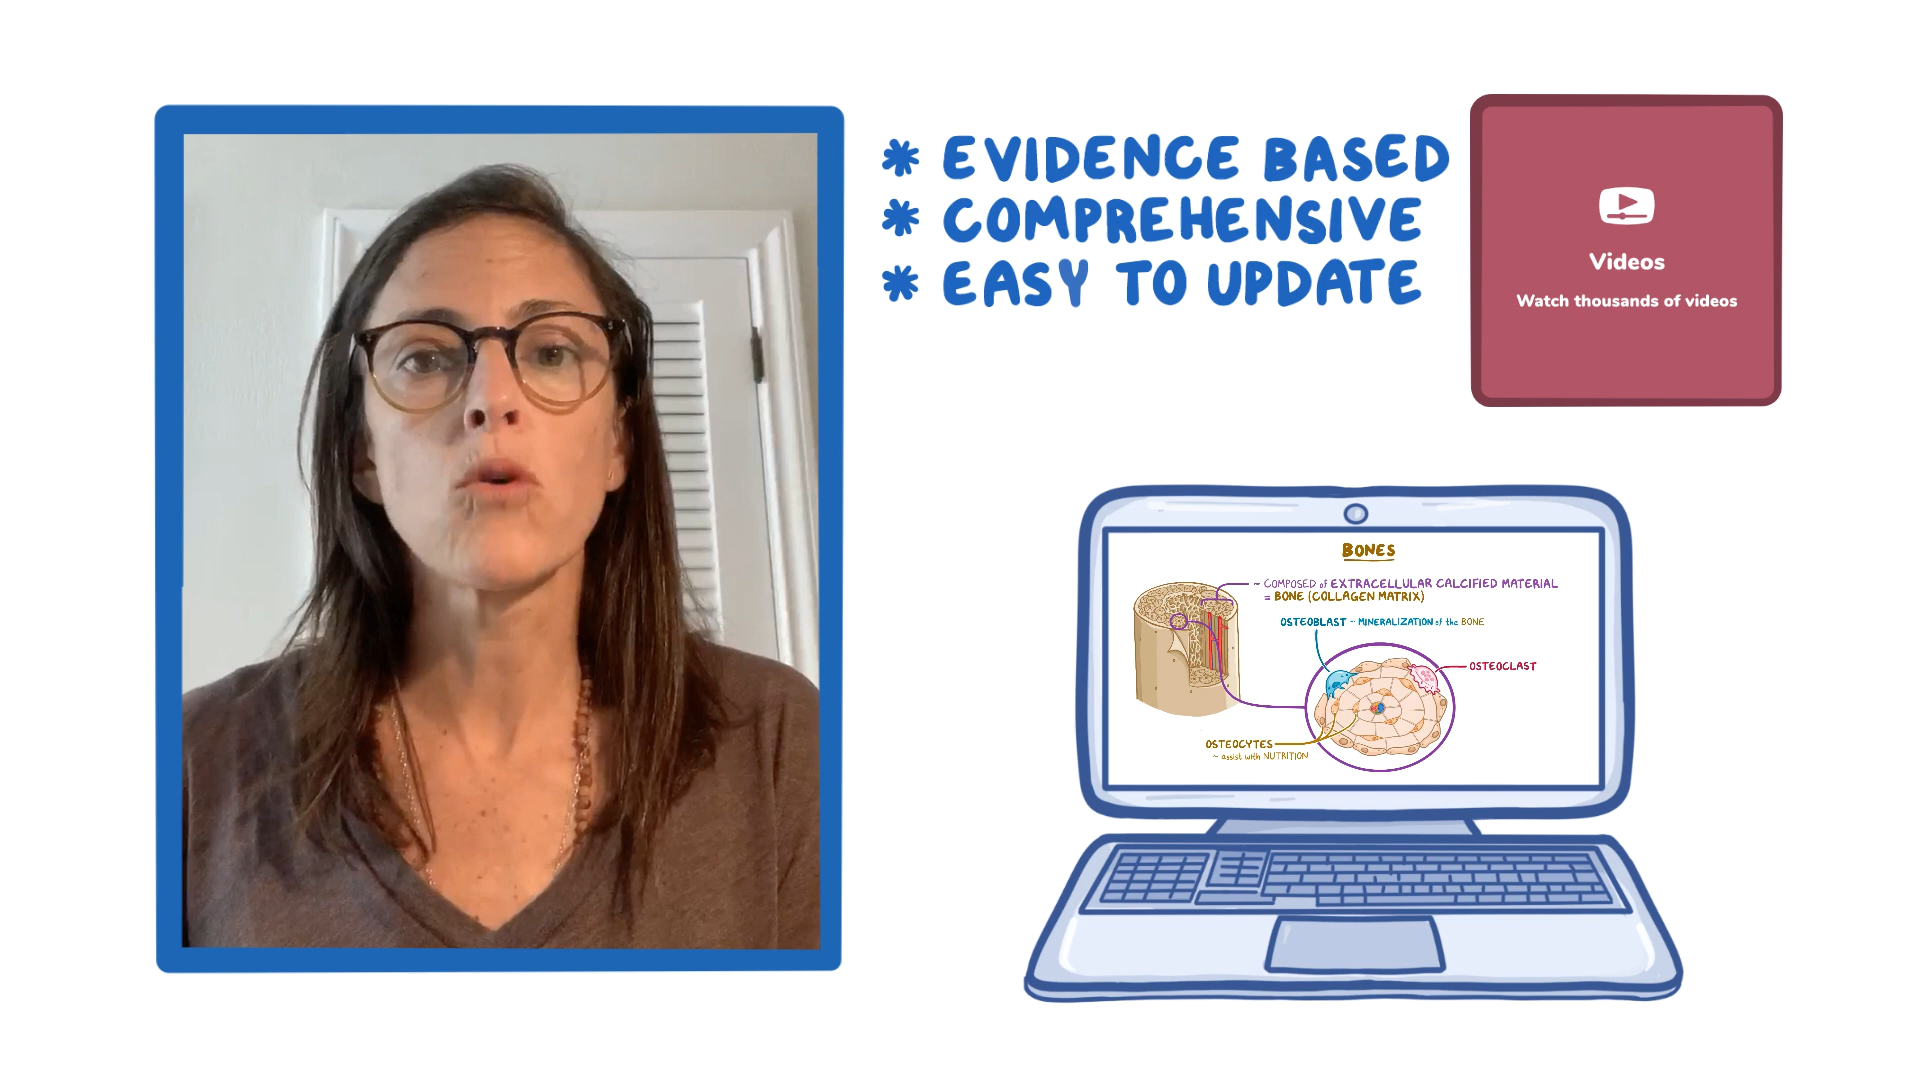 * EVIDENCE BASED
* COMPREHENSIVE
* EASY TO UPDATE
Videos
Watch thousands of videos
BONES
~ COMPOSED of EXTRACELLULAR CALCIFIED MATERIAL
= BONE (COLLAGEN MATRIX)
OSTEOBLAST ~ MINERALIZATION of the BONE
OSTEOCLAST
OSTEOCYTES
~ assist with NUTRITION